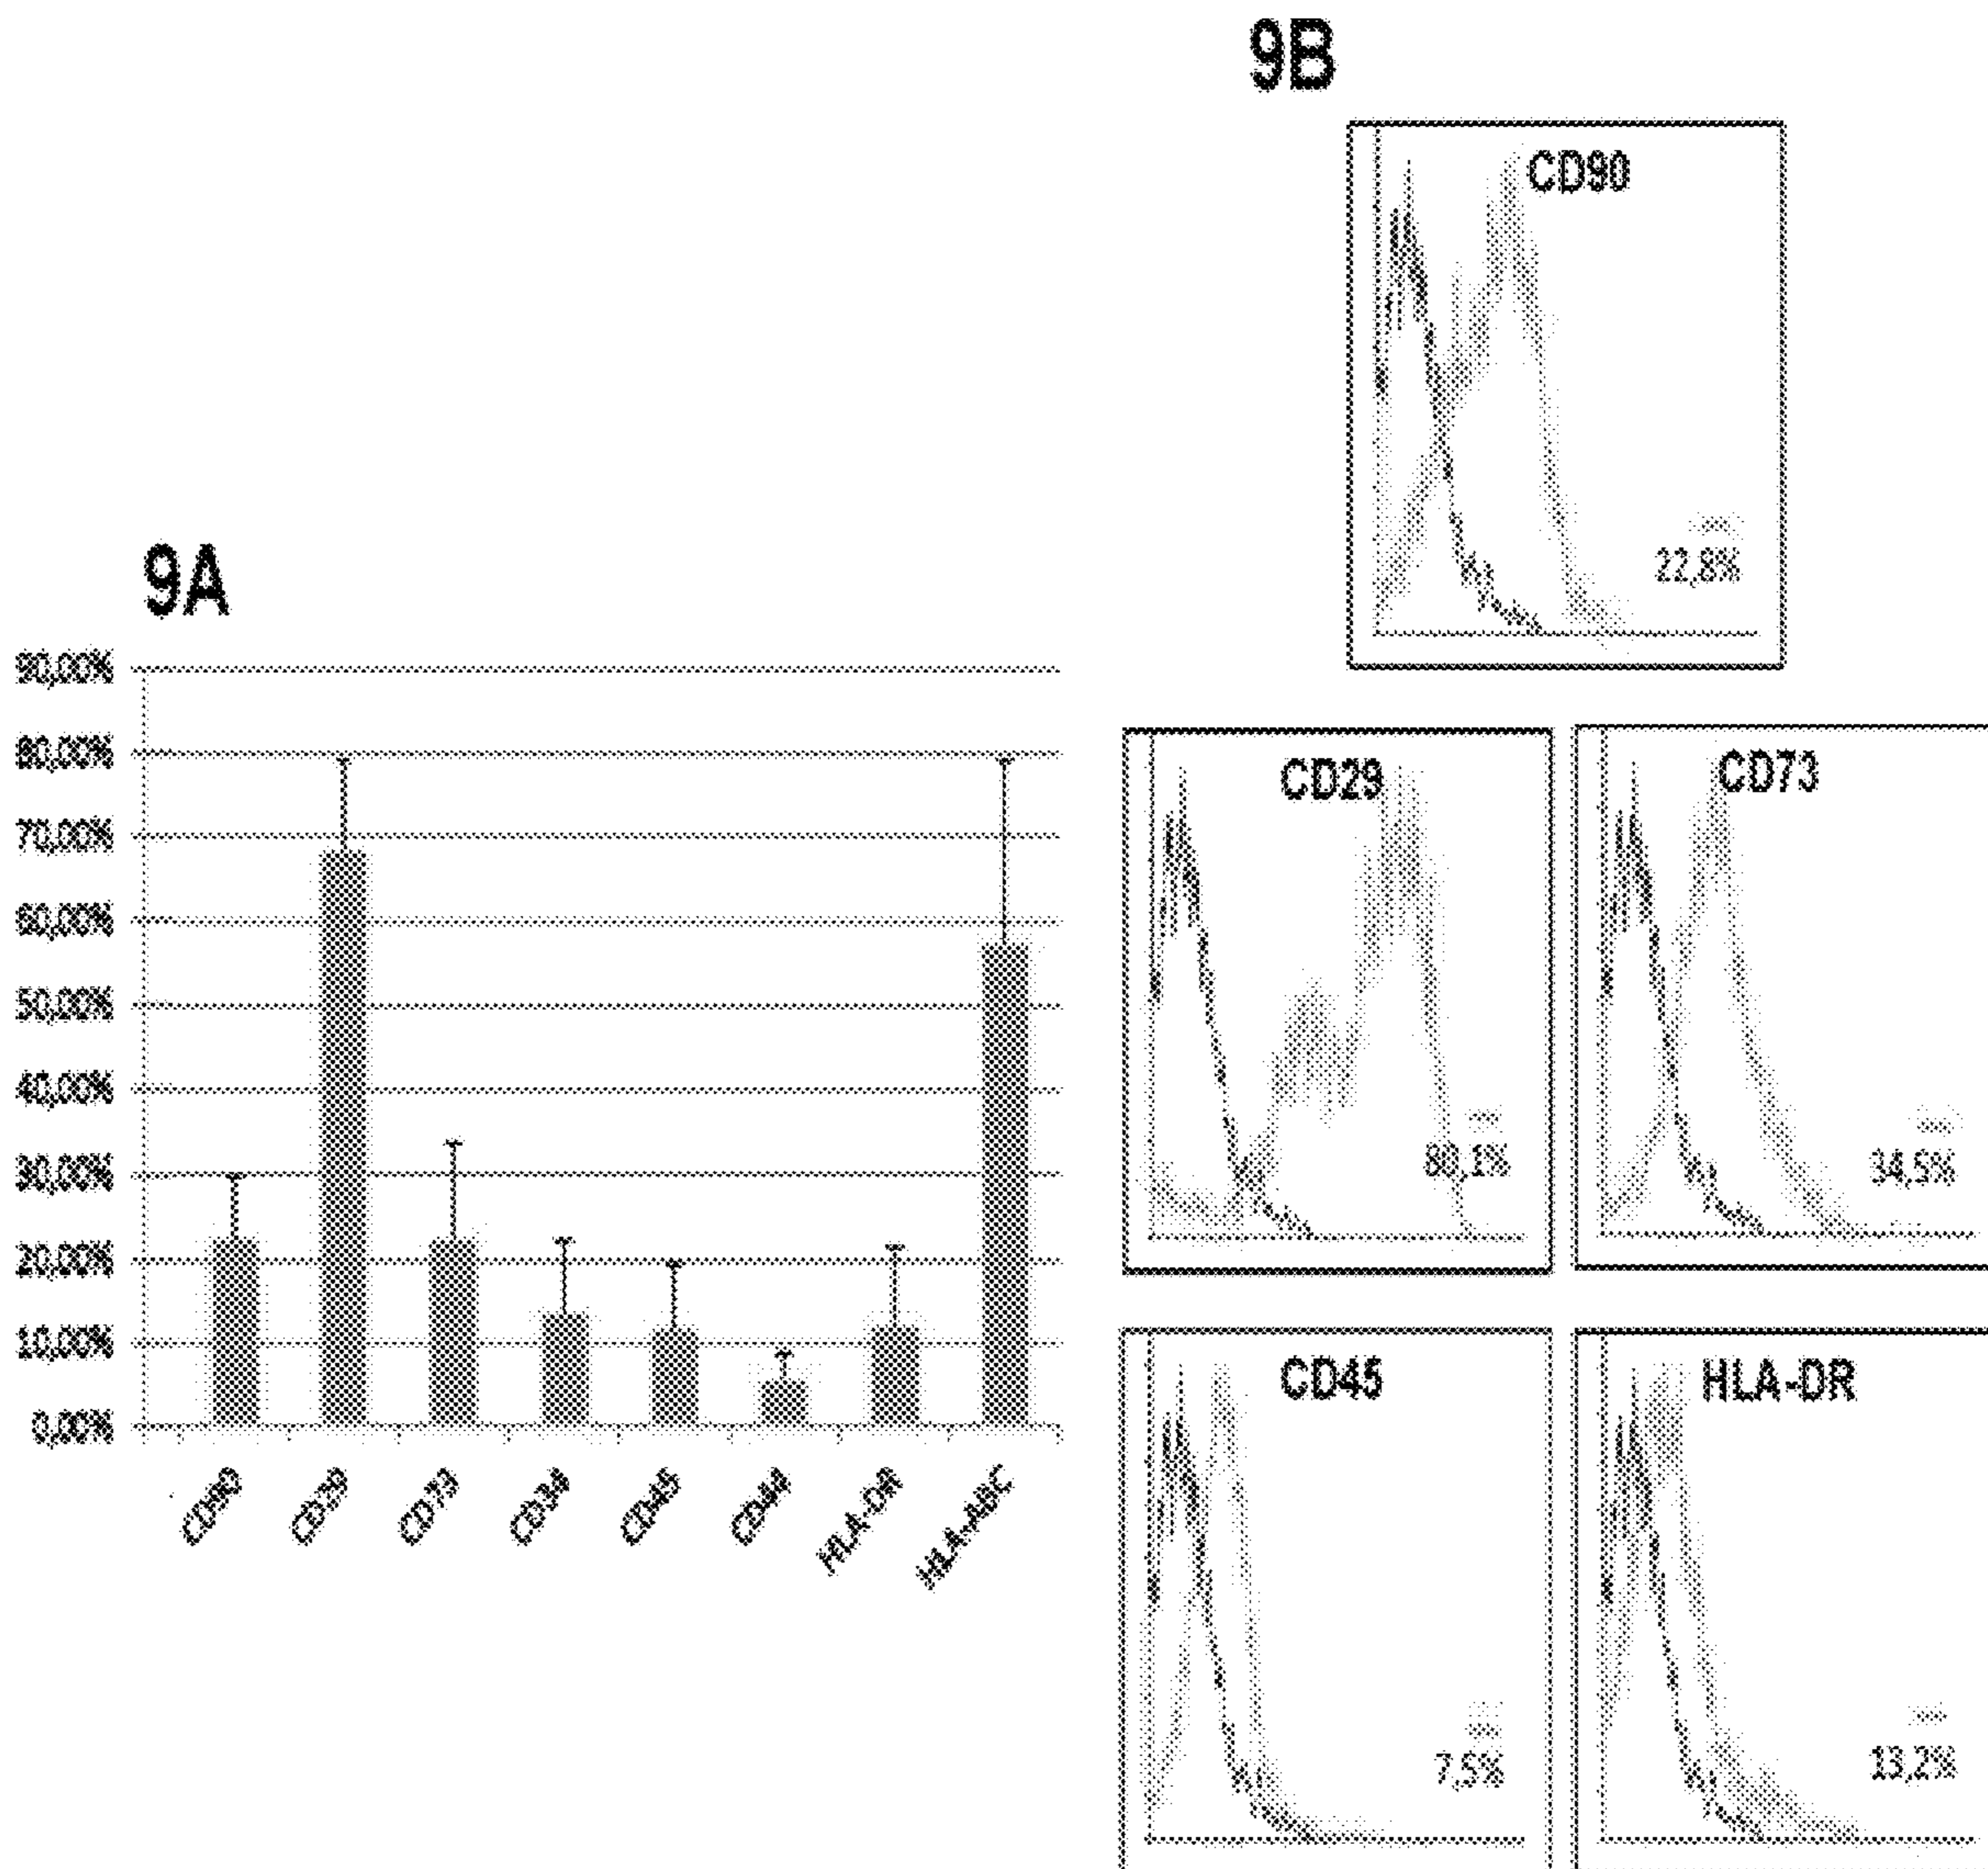 9B
CD90
22,8%
9A
90,00%
80,00%
70,00%
60,00%
50,00%
40,00%
30,00%
20,00%
10,00%
0,00%
CD90
CD29
CD73
CD34
CD45
CD44
HLA-DR
HLA-ABC
CD29
80,1%
CD73
34,5%
CD45
7,5%
HLA-DR
13,2%